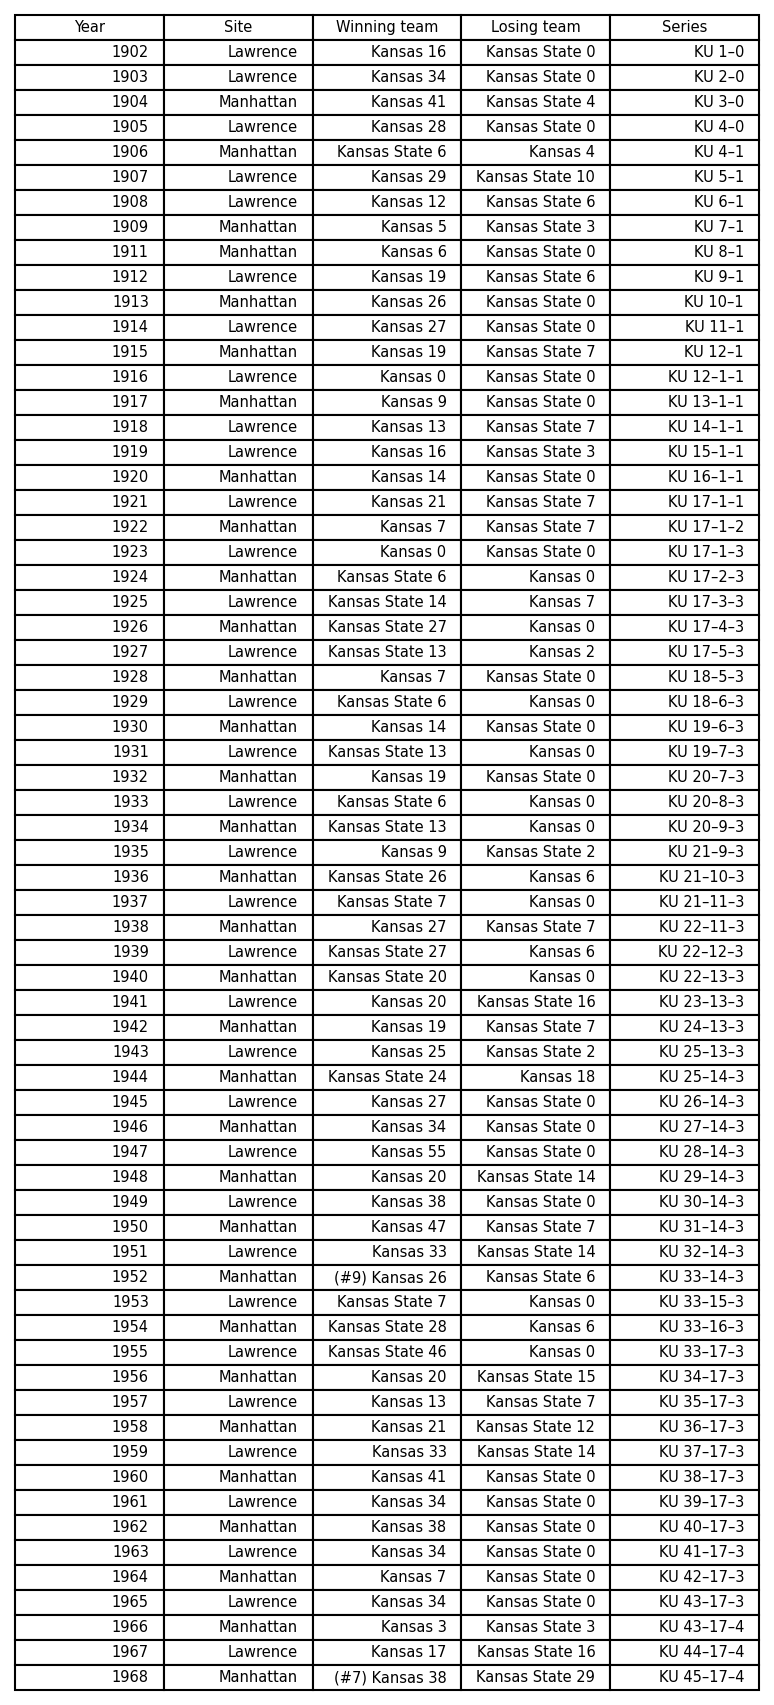 Year Site Winning team Losing team Series
1902 Lawrence Kansas 16 Kansas State 0 KU 1–0
1903 Lawrence Kansas 34 Kansas State 0 KU 2–0
1904 Manhattan Kansas 41 Kansas State 4 KU 3–0
1905 Lawrence Kansas 28 Kansas State 0 KU 4–0
1906 Manhattan Kansas State 6 Kansas 4 KU 4–1
1907 Lawrence Kansas 29 Kansas State 10 KU 5–1
1908 Lawrence Kansas 12 Kansas State 6 KU 6–1
1909 Manhattan Kansas 5 Kansas State 3 KU 7–1
1911 Manhattan Kansas 6 Kansas State 0 KU 8–1
1912 Lawrence Kansas 19 Kansas State 6 KU 9–1
1913 Manhattan Kansas 26 Kansas State 0 KU 10–1
1914 Lawrence Kansas 27 Kansas State 0 KU 11–1
1915 Manhattan Kansas 19 Kansas State 7 KU 12–1
1916 Lawrence Kansas 0 Kansas State 0 KU 12–1–1
1917 Manhattan Kansas 9 Kansas State 0 KU 13–1–1
1918 Lawrence Kansas 13 Kansas State 7 KU 14–1–1
1919 Lawrence Kansas 16 Kansas State 3 KU 15–1–1
1920 Manhattan Kansas 14 Kansas State 0 KU 16–1–1
1921 Lawrence Kansas 21 Kansas State 7 KU 17–1–1
1922 Manhattan Kansas 7 Kansas State 7 KU 17–1–2
1923 Lawrence Kansas 0 Kansas State 0 KU 17–1–3
1924 Manhattan Kansas State 6 Kansas 0 KU 17–2–3
1925 Lawrence Kansas State 14 Kansas 7 KU 17–3–3
1926 Manhattan Kansas State 27 Kansas 0 KU 17–4–3
1927 Lawrence Kansas State 13 Kansas 2 KU 17–5–3
1928 Manhattan Kansas 7 Kansas State 0 KU 18–5–3
1929 Lawrence Kansas State 6 Kansas 0 KU 18–6–3
1930 Manhattan Kansas 14 Kansas State 0 KU 19–6–3
1931 Lawrence Kansas State 13 Kansas 0 KU 19–7–3
1932 Manhattan Kansas 19 Kansas State 0 KU 20–7–3
1933 Lawrence Kansas State 6 Kansas 0 KU 20–8–3
1934 Manhattan Kansas State 13 Kansas 0 KU 20–9–3
1935 Lawrence Kansas 9 Kansas State 2 KU 21–9–3
1936 Manhattan Kansas State 26 Kansas 6 KU 21–10–3
1937 Lawrence Kansas State 7 Kansas 0 KU 21–11–3
1938 Manhattan Kansas 27 Kansas State 7 KU 22–11–3
1939 Lawrence Kansas State 27 Kansas 6 KU 22–12–3
1940 Manhattan Kansas State 20 Kansas 0 KU 22–13–3
1941 Lawrence Kansas 20 Kansas State 16 KU 23–13–3
1942 Manhattan Kansas 19 Kansas State 7 KU 24–13–3
1943 Lawrence Kansas 25 Kansas State 2 KU 25–13–3
1944 Manhattan Kansas State 24 Kansas 18 KU 25–14–3
1945 Lawrence Kansas 27 Kansas State 0 KU 26–14–3
1946 Manhattan Kansas 34 Kansas State 0 KU 27–14–3
1947 Lawrence Kansas 55 Kansas State 0 KU 28–14–3
1948 Manhattan Kansas 20 Kansas State 14 KU 29–14–3
1949 Lawrence Kansas 38 Kansas State 0 KU 30–14–3
1950 Manhattan Kansas 47 Kansas State 7 KU 31–14–3
1951 Lawrence Kansas 33 Kansas State 14 KU 32–14–3
1952 Manhattan (#9) Kansas 26 Kansas State 6 KU 33–14–3
1953 Lawrence Kansas State 7 Kansas 0 KU 33–15–3
1954 Manhattan Kansas State 28 Kansas 6 KU 33–16–3
1955 Lawrence Kansas State 46 Kansas 0 KU 33–17–3
1956 Manhattan Kansas 20 Kansas State 15 KU 34–17–3
1957 Lawrence Kansas 13 Kansas State 7 KU 35–17–3
1958 Manhattan Kansas 21 Kansas State 12 KU 36–17–3
1959 Lawrence Kansas 33 Kansas State 14 KU 37–17–3
1960 Manhattan Kansas 41 Kansas State 0 KU 38–17–3
1961 Lawrence Kansas 34 Kansas State 0 KU 39–17–3
1962 Manhattan Kansas 38 Kansas State 0 KU 40–17–3
1963 Lawrence Kansas 34 Kansas State 0 KU 41–17–3
1964 Manhattan Kansas 7 Kansas State 0 KU 42–17–3
1965 Lawrence Kansas 34 Kansas State 0 KU 43–17–3
1966 Manhattan Kansas 3 Kansas State 3 KU 43–17–4
1967 Lawrence Kansas 17 Kansas State 16 KU 44–17–4
1968 Manhattan (#7) Kansas 38 Kansas State 29 KU 45–17–4